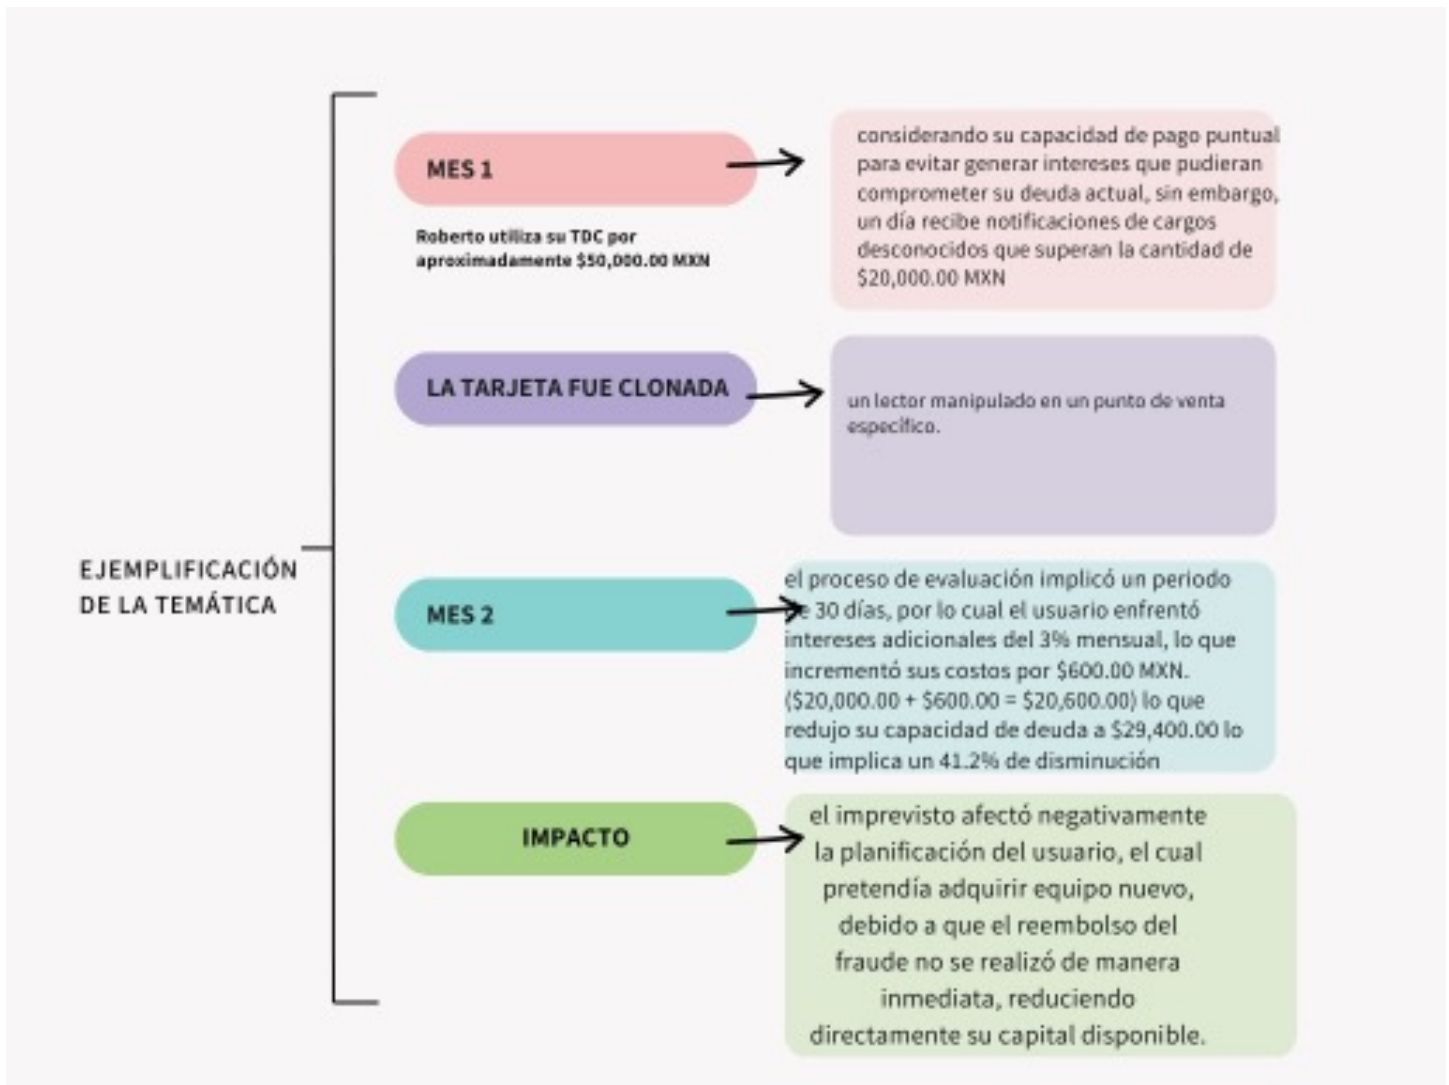 EJEMPLIFICACIÓN
DE LA TEMÁTICA
MES 1
Roberto utiliza su TDC por
aproximadamente $50,000.00 MXN
considerando su capacidad de pago puntual
para evitar generar intereses que pudieran
comprometer su deuda actual, sin embargo,
un día recibe notificaciones de cargos
desconocidos que superan la cantidad de
$20,000.00 MXN
LA TARJETA FUE CLONADA
un lector manipulado en un punto de venta
específico.
MES 2
el proceso de evaluación implicó un periodo
de 30 días, por lo cual el usuario enfrentó
intereses adicionales del 3% mensual, lo que
incrementó sus costos por $600.00 MXN.
($20,000.00 + $600.00 = $20,600.00) lo que
redujo su capacidad de deuda a $29,400.00 lo
que implica un 41.2% de disminución
IMPACTO
el imprevisto afectó negativamente
la planificación del usuario, el cual
pretendía adquirir equipo nuevo,
debido a que el reembolso del
fraude no se realizó de manera
inmediata, reduciendo
directamente su capital disponible.